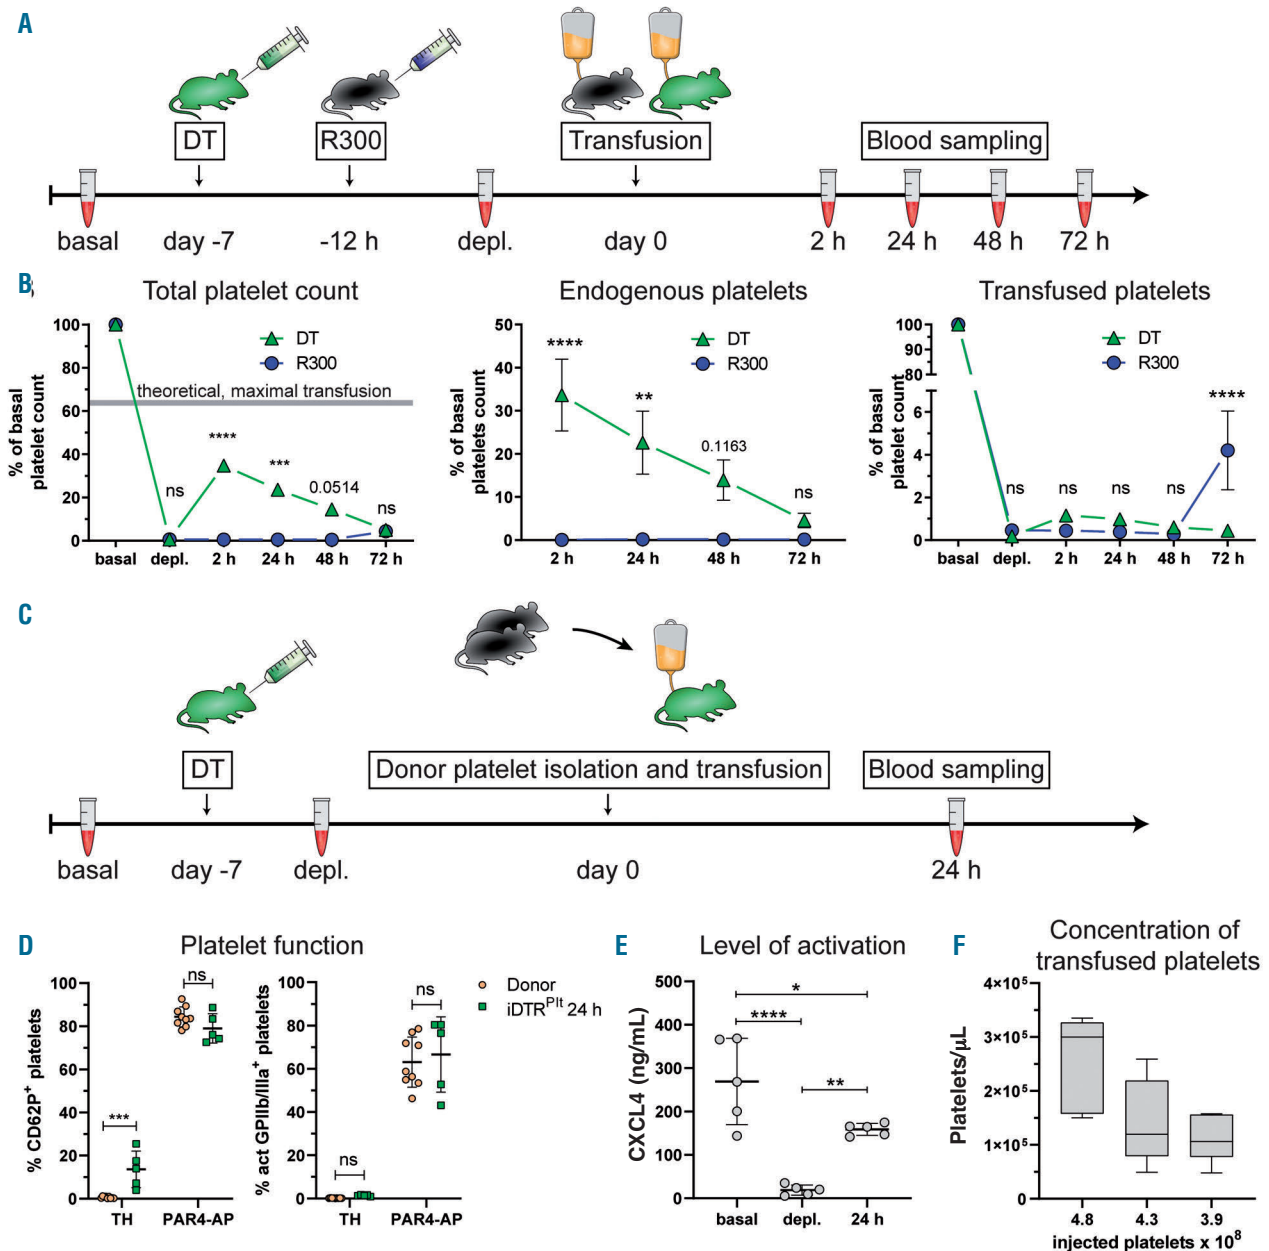 A
DT
R300
Transfusion
Blood sampling
basal
day -7
-12 h
depl.
day 0
2 h
24 h
48 h
72 h
B
Total platelet count
% of basal
platelet count
100
80
60
40
20
0
DT
R300
theoretical, maximal transfusion
ns
****
***
0.0514
ns
basal
depl.
2 h
24 h
48 h
72 h
Endogenous platelets
% of basal
platelets count
50
40
30
20
10
0
DT
R300
****
**
0.1163
ns
2 h
24 h
48 h
72 h
Transfused platelets
% of basal
platelet count
100
90
80
6
4
2
0
DT
R300
ns
ns
ns
ns
****
basal
depl.
2 h
24 h
48 h
72 h
C
DT
Donor platelet isolation and transfusion
Blood sampling
basal
day -7
depl.
day 0
24 h
D
Platelet function
% CD62P+ platelets
100
80
60
40
20
0
***
ns
TH
PAR4-AP
% act GPIIb/IIIa+ platelets
100
80
60
40
20
0
ns
ns
TH
PAR4-AP
Donor
iDTRPlt 24 h
E
Level of activation
CXCL4 (ng/mL)
500
400
300
200
100
0
*
****
**
basal
depl.
24 h
F
Concentration of
transfused platelets
Platelets/μL
4×10⁵
3×10⁵
2×10⁵
1×10⁵
0
4.8
4.3
3.9
injected platelets x 10⁸